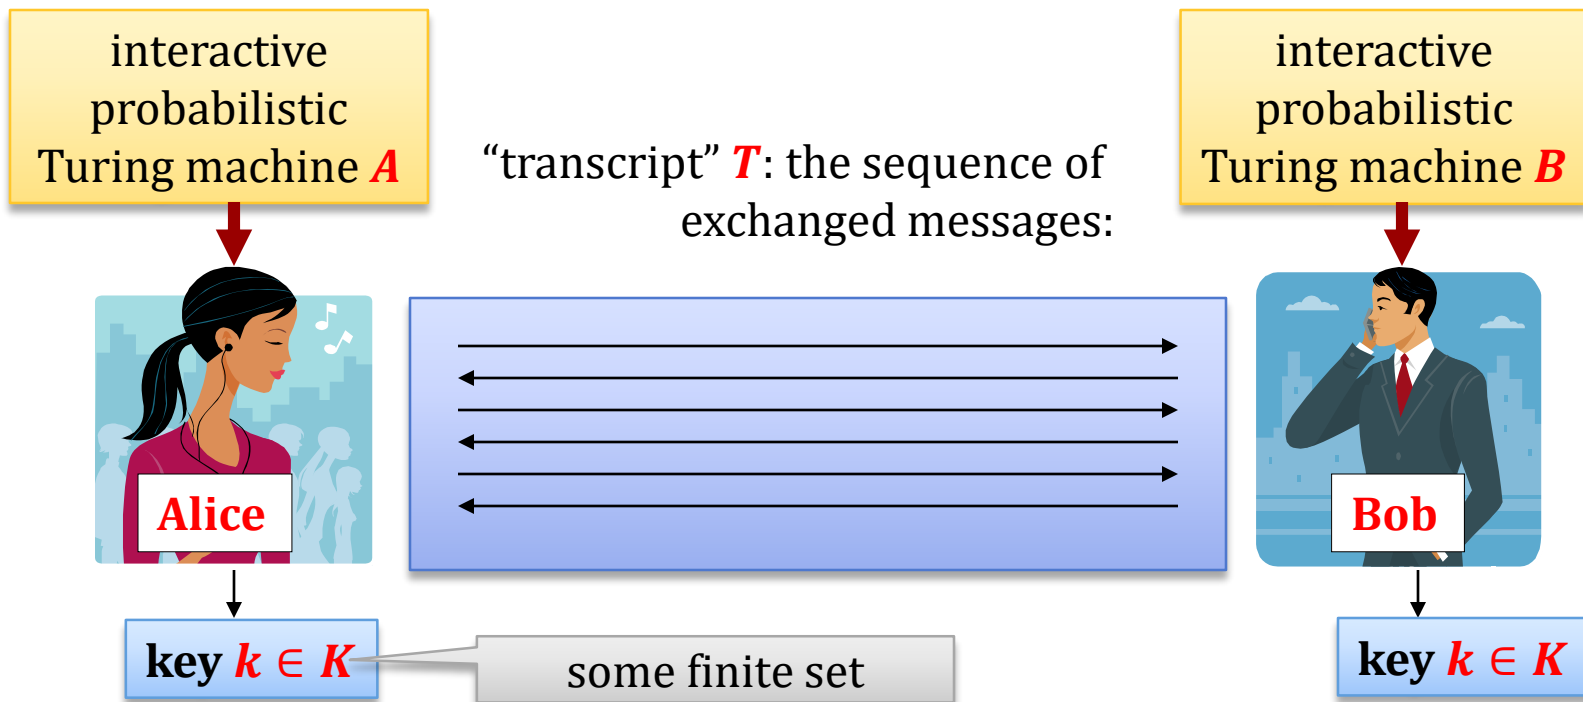 interactive
probabilistic
Turing machine A
interactive
probabilistic
Turing machine B
“transcript” T: the sequence of
exchanged messages:
Alice
Bob
key k ∈ K
some finite set
key k ∈ K